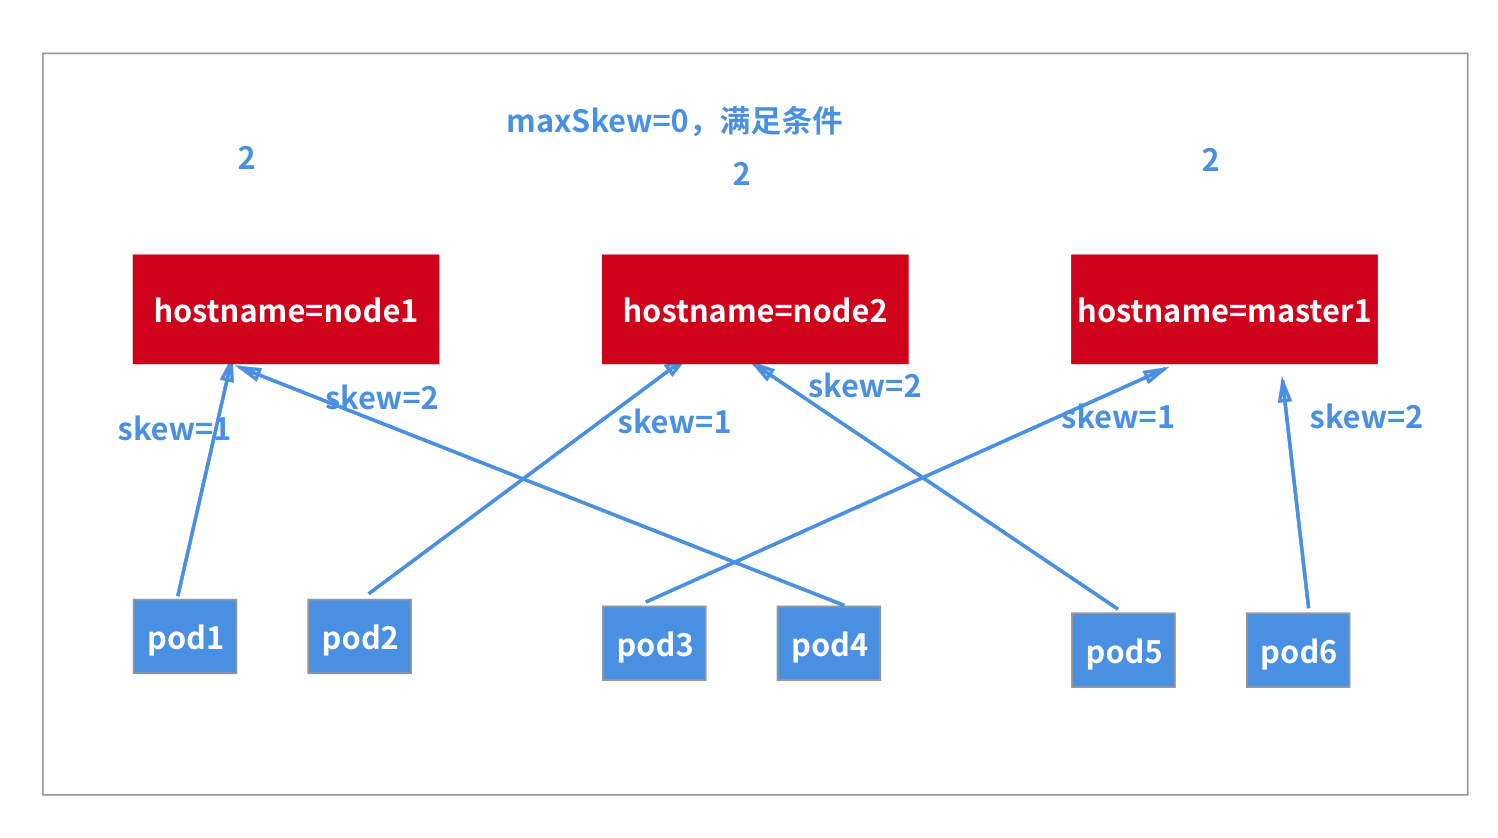 maxSkew=0，满足条件
2
2
2
hostname=node1
hostname=node2
hostname=master1
skew=1
skew=2
skew=1
skew=2
skew=1
skew=2
pod1
pod2
pod3
pod4
pod5
pod6